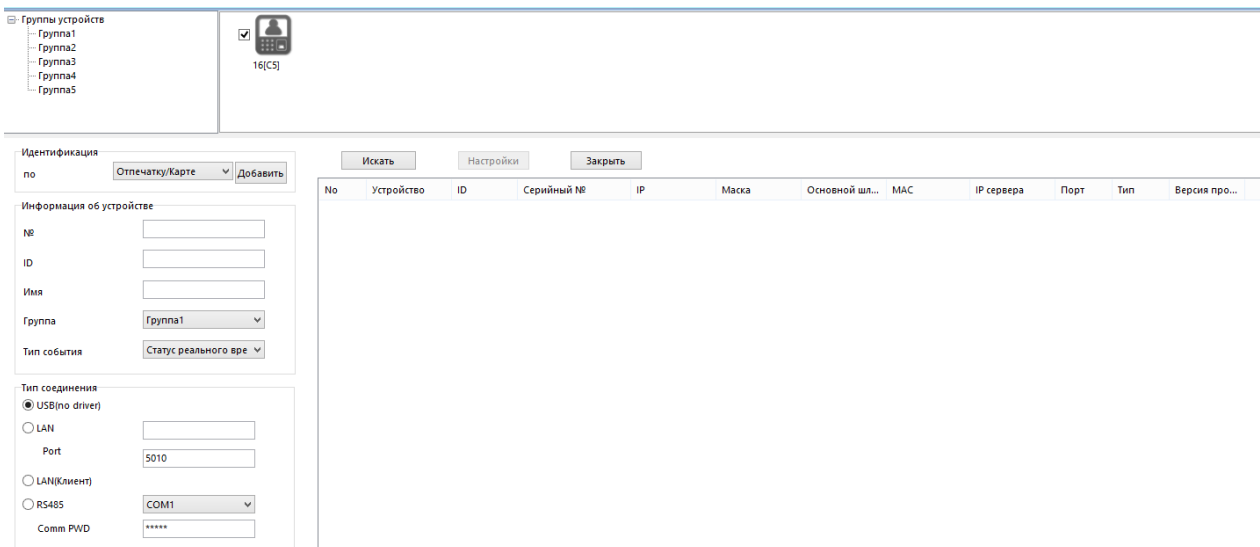 Группы устройств
Группа1
Группа2
Группа3
Группа4
Группа5
16[C5]
Идентификация
по
Отпечатку/Карте
Добавить
Информация об устройстве
№
ID
Имя
Группа
Группа1
Тип события
Статус реального вре
Тип соединения
USB(no driver)
LAN
Port
5010
LAN(Клиент)
RS485
COM1
Comm PWD
*****
Искать
Настройки
Закрыть
No Устройство ID Серийный № IP Маска Основной шл... MAC IP сервера Порт Тип Версия про...